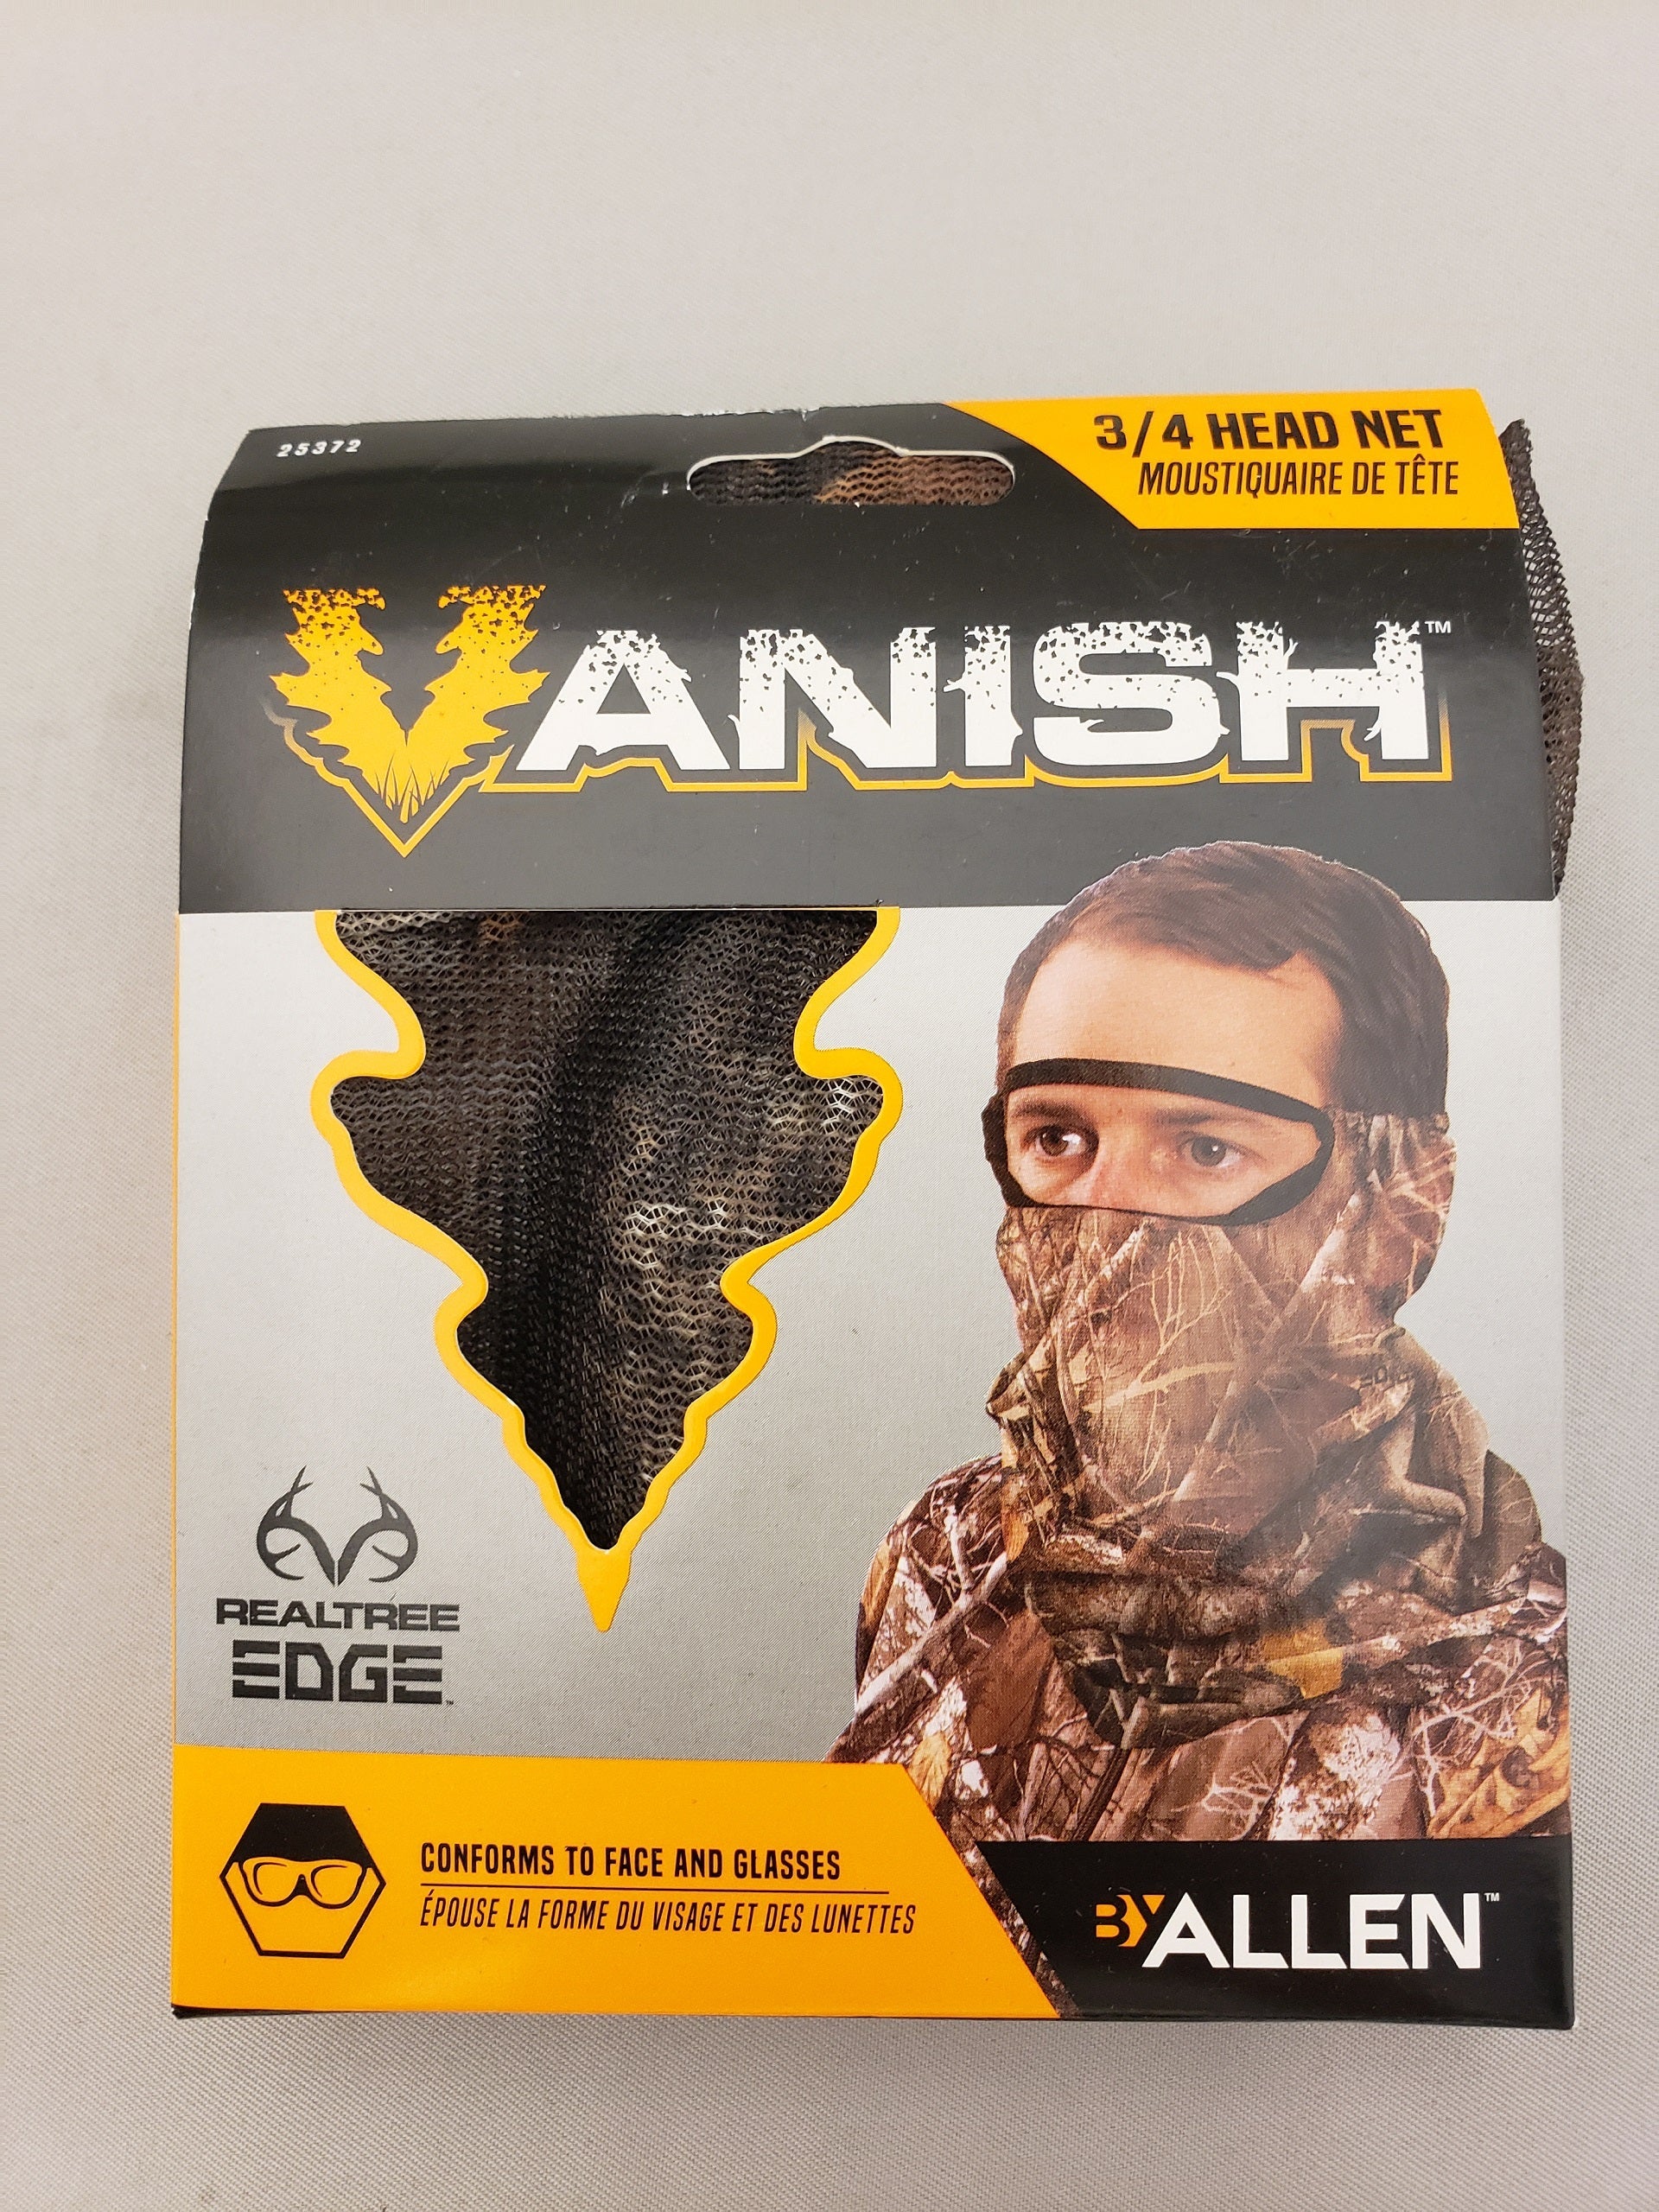 25372
3/4 HEAD NET
MOUSTIQUAIRE DE TÊTE
VANISH™
REALTREE
EDGE™
CONFORMS TO FACE AND GLASSES
ÉPOUSE LA FORME DU VISAGE ET DES LUNETTES
BY ALLEN™